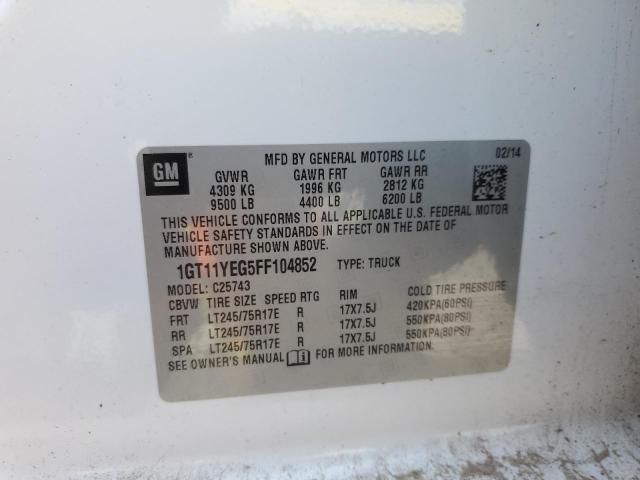 GM
®
MFD BY GENERAL MOTORS LLC 02/14
GVWR GAWR FRT GAWR RR
4309 KG 1996 KG 2812 KG
9500 LB 4400 LB 6200 LB
THIS VEHICLE CONFORMS TO ALL APPLICABLE U.S. FEDERAL MOTOR
VEHICLE SAFETY STANDARDS IN EFFECT ON THE DATE OF
MANUFACTURE SHOWN ABOVE.
1GT11YEG5FF104852 TYPE: TRUCK
MODEL: C25743
CBVW TIRE SIZE SPEED RTG RIM COLD TIRE PRESSURE
FRT LT245/75R17E R 17X7.5J 420KPA(60PSI)
RR LT245/75R17E R 17X7.5J 550KPA(80PSI)
SPA LT245/75R17E R 17X7.5J 550KPA(80PSI)
SEE OWNER'S MANUAL FOR MORE INFORMATION.